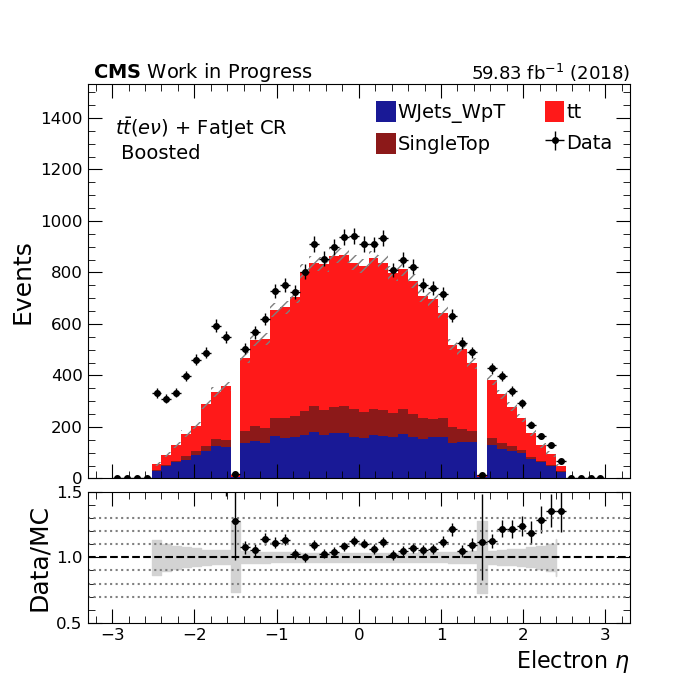 CMS Work in Progress 59.83 fb⁻¹ (2018)
tt̄(eν) + FatJet CR
Boosted
WJets_WpT tt
SingleTop Data
Events
1400
1200
1000
800
600
400
200
0
Data/MC
1.5
1.0
0.5
−3 −2 −1 0 1 2 3
Electron η